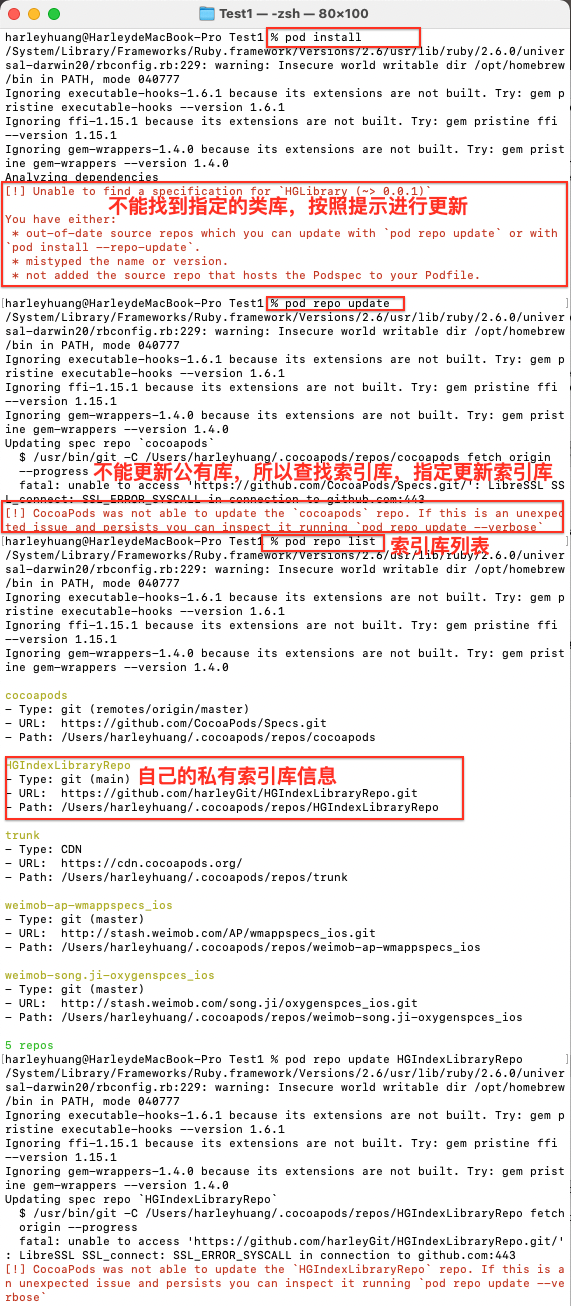 Test1 — -zsh — 80×100
harleyhuang@HarleydeMacBook-Pro Test1 % pod install
/System/Library/Frameworks/Ruby.framework/Versions/2.6/usr/lib/ruby/2.6.0/univer
sal-darwin20/rbconfig.rb:229: warning: Insecure world writable dir /opt/homebrew
/bin in PATH, mode 040777
Ignoring executable-hooks-1.6.1 because its extensions are not built. Try: gem p
ristine executable-hooks --version 1.6.1
Ignoring ffi-1.15.1 because its extensions are not built. Try: gem pristine ffi
--version 1.15.1
Ignoring gem-wrappers-1.4.0 because its extensions are not built. Try: gem prist
ine gem-wrappers --version 1.4.0
Analyzing dependencies
[!] Unable to find a specification for `HGLibrary (~> 0.0.1)`
不能找到指定的类库，按照提示进行更新
You have either:
* out-of-date source repos which you can update with `pod repo update` or with
`pod install --repo-update`.
* mistyped the name or version.
* not added the source repo that hosts the Podspec to your Podfile.
[harleyhuang@HarleydeMacBook-Pro Test1 % pod repo update ]
/System/Library/Frameworks/Ruby.framework/Versions/2.6/usr/lib/ruby/2.6.0/univer
sal-darwin20/rbconfig.rb:229: warning: Insecure world writable dir /opt/homebrew
/bin in PATH, mode 040777
Ignoring executable-hooks-1.6.1 because its extensions are not built. Try: gem p
ristine executable-hooks --version 1.6.1
Ignoring ffi-1.15.1 because its extensions are not built. Try: gem pristine ffi
--version 1.15.1
Ignoring gem-wrappers-1.4.0 because its extensions are not built. Try: gem prist
ine gem-wrappers --version 1.4.0
Updating spec repo `cocoapods`
$ /usr/bin/git -C /Users/harleyhuang/.cocoapods/repos/cocoapods fetch origin
--progress
不能更新公有库，所以查找索引库，指定更新索引库
fatal: unable to access 'https://github.com/CocoaPods/Specs.git/': LibreSSL SS
L_connect: SSL_ERROR_SYSCALL in connection to github.com:443
[!] CocoaPods was not able to update the `cocoapods` repo. If this is an unexpec
ted issue and persists you can inspect it running `pod repo update --verbose`
[harleyhuang@HarleydeMacBook-Pro Test1 % pod repo list ]
索引库列表
/System/Library/Frameworks/Ruby.framework/Versions/2.6/usr/lib/ruby/2.6.0/univer
sal-darwin20/rbconfig.rb:229: warning: Insecure world writable dir /opt/homebrew
/bin in PATH, mode 040777
Ignoring executable-hooks-1.6.1 because its extensions are not built. Try: gem p
ristine executable-hooks --version 1.6.1
Ignoring ffi-1.15.1 because its extensions are not built. Try: gem pristine ffi
--version 1.15.1
Ignoring gem-wrappers-1.4.0 because its extensions are not built. Try: gem prist
ine gem-wrappers --version 1.4.0
cocoapods
- Type: git (remotes/origin/master)
- URL:  https://github.com/CocoaPods/Specs.git
- Path: /Users/harleyhuang/.cocoapods/repos/cocoapods
HGIndexLibraryRepo
- Type: git (main)
自己的私有索引库信息
- URL:  https://github.com/harleyGit/HGIndexLibraryRepo.git
- Path: /Users/harleyhuang/.cocoapods/repos/HGIndexLibraryRepo
trunk
- Type: CDN
- URL:  https://cdn.cocoapods.org/
- Path: /Users/harleyhuang/.cocoapods/repos/trunk
weimob-ap-wmappspecs_ios
- Type: git (master)
- URL:  http://stash.weimob.com/AP/wmappspecs_ios.git
- Path: /Users/harleyhuang/.cocoapods/repos/weimob-ap-wmappspecs_ios
weimob-song.ji-oxygenspces_ios
- Type: git (master)
- URL:  http://stash.weimob.com/song.ji/oxygenspces_ios.git
- Path: /Users/harleyhuang/.cocoapods/repos/weimob-song.ji-oxygenspces_ios
5 repos
[harleyhuang@HarleydeMacBook-Pro Test1 % pod repo update HGIndexLibraryRepo ]
/System/Library/Frameworks/Ruby.framework/Versions/2.6/usr/lib/ruby/2.6.0/univer
sal-darwin20/rbconfig.rb:229: warning: Insecure world writable dir /opt/homebrew
/bin in PATH, mode 040777
Ignoring executable-hooks-1.6.1 because its extensions are not built. Try: gem p
ristine executable-hooks --version 1.6.1
Ignoring ffi-1.15.1 because its extensions are not built. Try: gem pristine ffi
--version 1.15.1
Ignoring gem-wrappers-1.4.0 because its extensions are not built. Try: gem prist
ine gem-wrappers --version 1.4.0
Updating spec repo `HGIndexLibraryRepo`
$ /usr/bin/git -C /Users/harleyhuang/.cocoapods/repos/HGIndexLibraryRepo fetch
origin --progress
fatal: unable to access 'https://github.com/harleyGit/HGIndexLibraryRepo.git/'
: LibreSSL SSL_connect: SSL_ERROR_SYSCALL in connection to github.com:443
[!] CocoaPods was not able to update the `HGIndexLibraryRepo` repo. If this is a
n unexpected issue and persists you can inspect it running `pod repo update --ve
rbose`